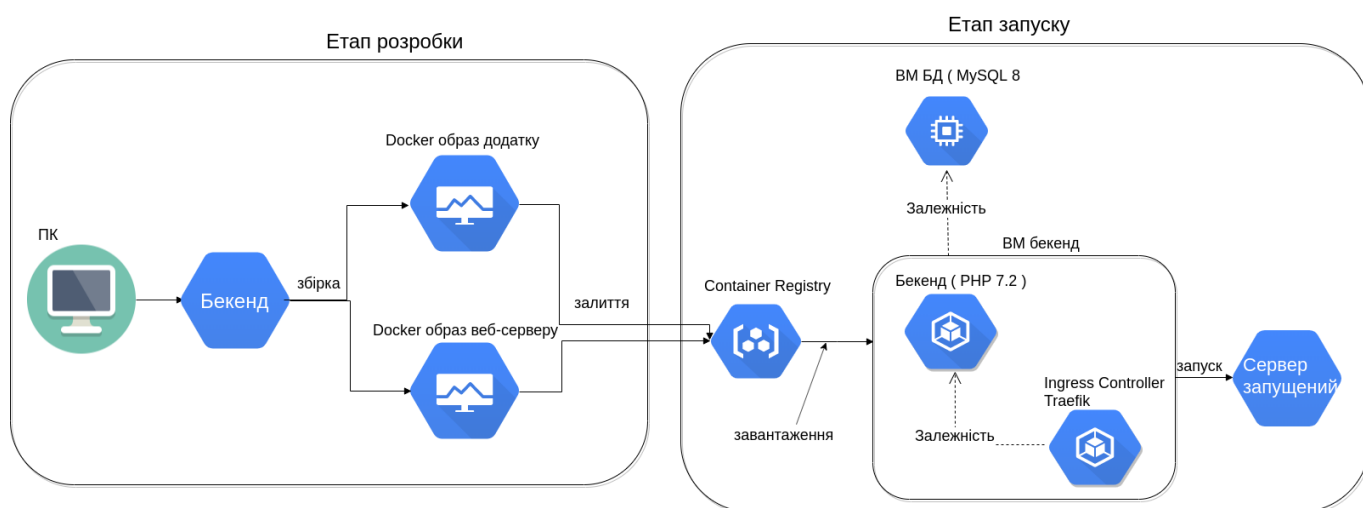 Етап розробки
Етап запуску
ПК
Бекенд
збірка
Docker образ додатку
Docker образ веб-серверу
залиття
Container Registry
завантаження
ВМ БД ( MySQL 8
Залежність
ВМ бекенд
Бекенд ( PHP 7.2 )
Залежність
Ingress Controller
Traefik
запуск
Сервер
запущений